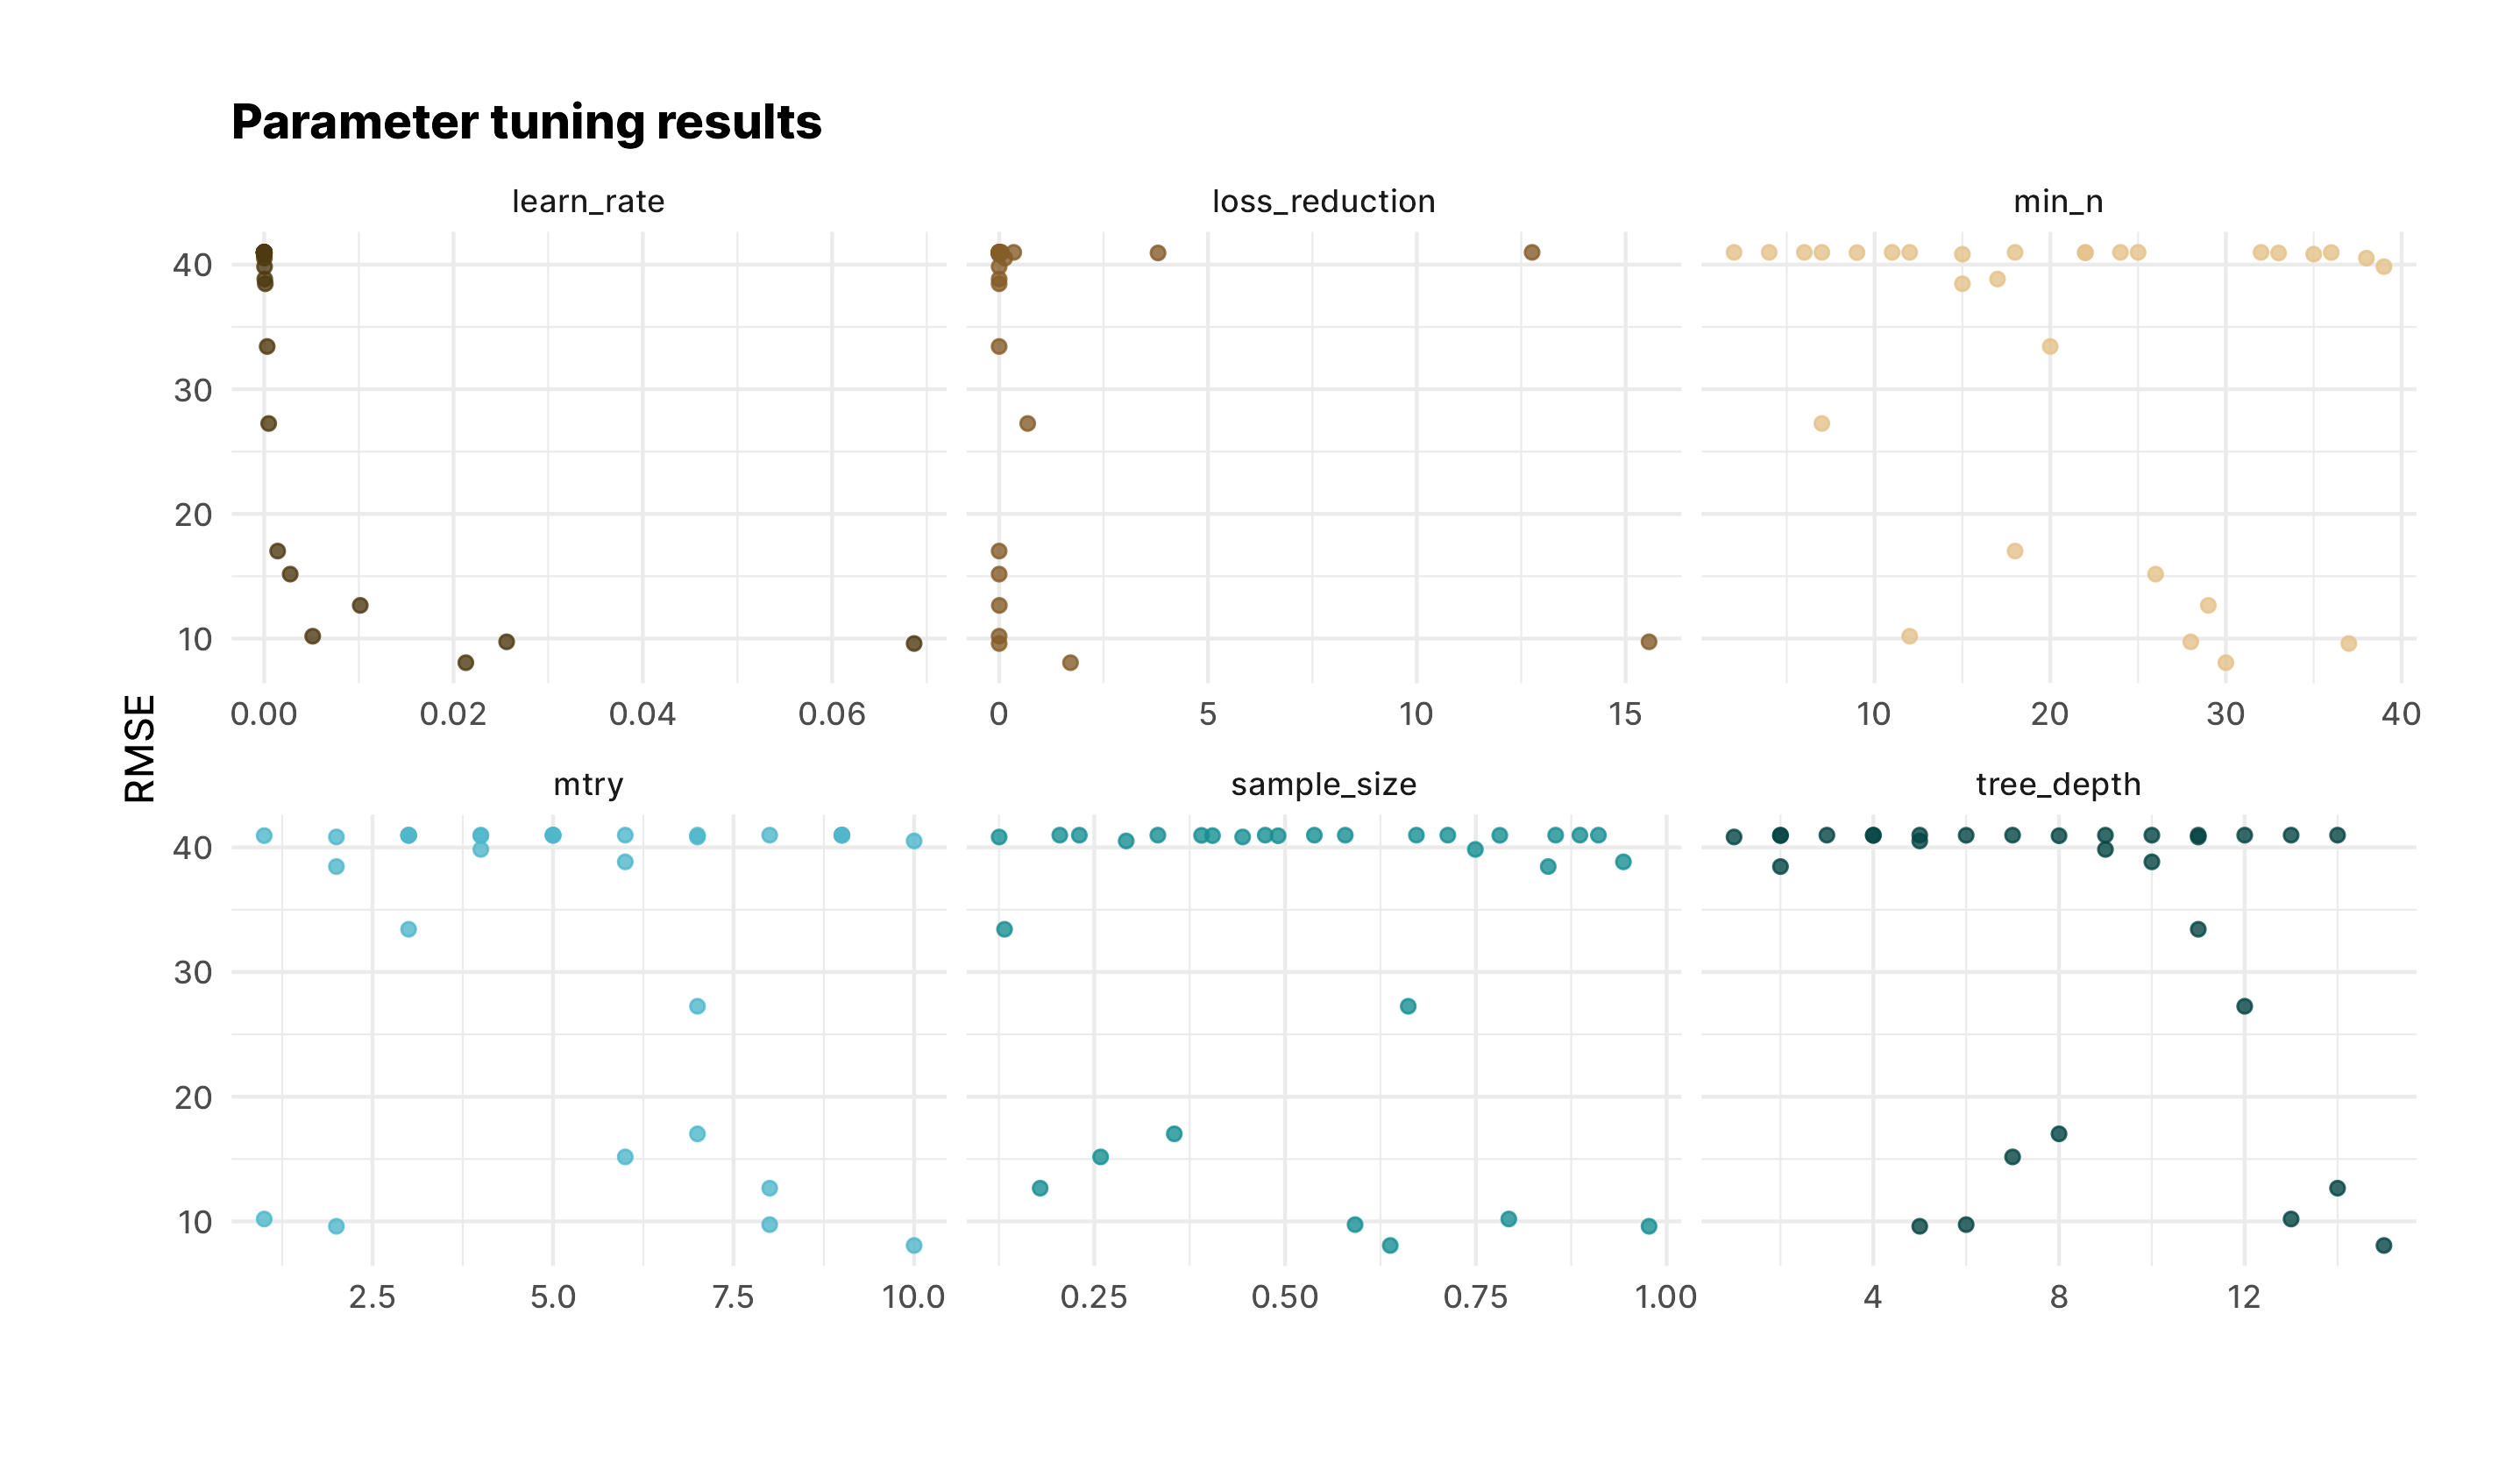 Parameter tuning results
learn_rate
loss_reduction
min_n
40
30
20
10
0.00 0.02 0.04 0.06
0 5 10 15
10 20 30 40
RMSE
mtry
sample_size
tree_depth
40
30
20
10
2.5 5.0 7.5 10.0
0.25 0.50 0.75 1.00
4 8 12